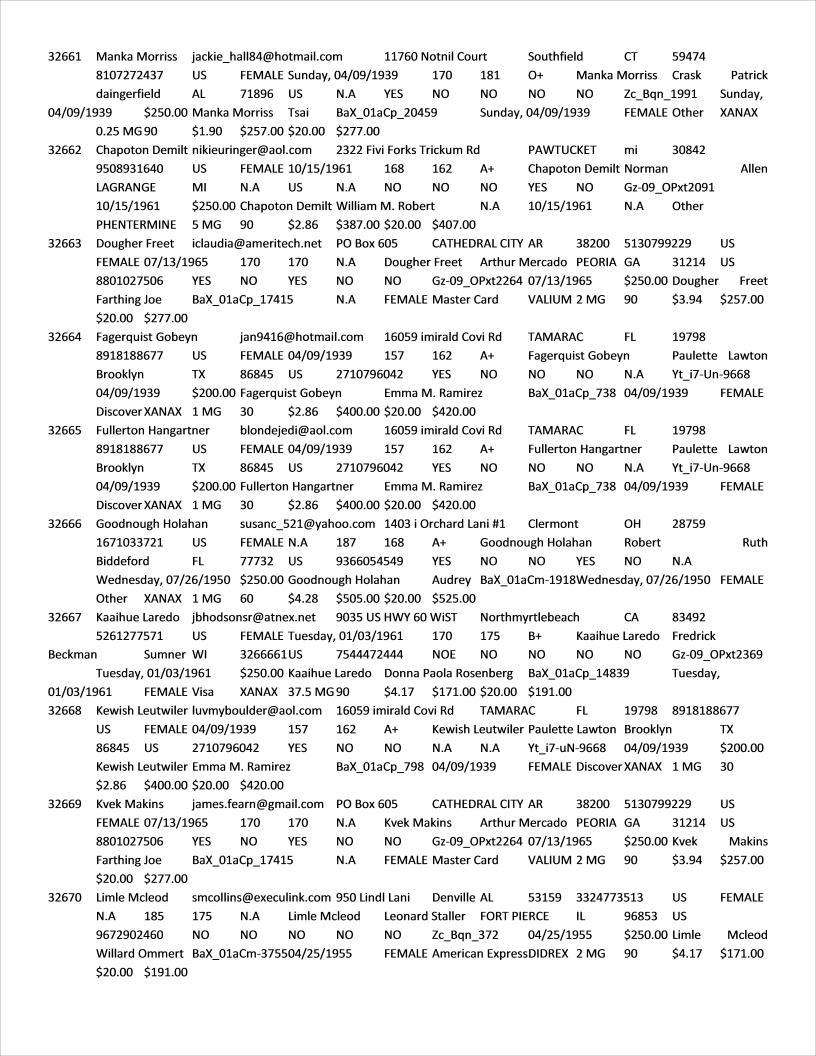 32661 Manka Morriss jackie_hall84@hotmail.com 11760 Notnil Court Southfield CT 59474
8107272437 US FEMALE Sunday, 04/09/1939 170 181 O+ Manka Morriss Crask Patrick
daingerfield AL 71896 US N.A YES NO NO NO Zc_Bqn_1991 Sunday,
04/09/1939 $250.00 Manka Morriss Tsai BaX_01aCp_20459 Sunday, 04/09/1939 FEMALE Other XANAX
0.25 MG 90 $1.90 $257.00 $20.00 $277.00
32662 Chapoton Demilt nikieuringer@aol.com 2322 Fivi Forks Trickum Rd PAWTUCKET mi 30842
9508931640 US FEMALE 10/15/1961 168 162 A+ Chapoton Demilt Norman Allen
LAGRANGE MI N.A US N.A NO NO NO YES NO Gz-09_OPxt2091
10/15/1961 $250.00 Chapoton Demilt William M. Robert N.A 10/15/1961 N.A Other
PHENTERMINE 5 MG 90 $2.86 $387.00 $20.00 $407.00
32663 Dougher Freet iclaudia@ameritech.net PO Box 605 CATHEDRAL CITY AR 38200 5130799229 US
FEMALE 07/13/1965 170 170 N.A Dougher Freet Arthur Mercado PEORIA GA 31214 US
8801027506 YES NO YES NO NO Gz-09_OPxt2264 07/13/1965 $250.00 Dougher Freet
Farthing Joe BaX_01aCp_17415 N.A FEMALE Master Card VALIUM 2 MG 90 $3.94 $257.00
$20.00 $277.00
32664 Fagerquist Gobeyn jan9416@hotmail.com 16059 imirald Covi Rd TAMARAC FL 19798
8918188677 US FEMALE 04/09/1939 157 162 A+ Fagerquist Gobeyn Paulette Lawton
Brooklyn TX 86845 US 2710796042 YES NO NO NO N.A Yt_i7-Un-9668
04/09/1939 $200.00 Fagerquist Gobeyn Emma M. Ramirez BaX_01aCp_738 04/09/1939 FEMALE
Discover XANAX 1 MG 30 $2.86 $400.00 $20.00 $420.00
32665 Fullerton Hangartner blondejedi@aol.com 16059 imirald Covi Rd TAMARAC FL 19798
8918188677 US FEMALE 04/09/1939 157 162 A+ Fullerton Hangartner Paulette Lawton
Brooklyn TX 86845 US 2710796042 YES NO NO NO N.A Yt_i7-Un-9668
04/09/1939 $200.00 Fullerton Hangartner Emma M. Ramirez BaX_01aCp_738 04/09/1939 FEMALE
Discover XANAX 1 MG 30 $2.86 $400.00 $20.00 $420.00
32666 Goodnough Holahan susanc_521@yahoo.com 1403 i Orchard Lani #1 Clermont OH 28759
1671033721 US FEMALE N.A 187 168 A+ Goodnough Holahan Robert Ruth
Biddeford FL 77732 US 9366054549 YES NO NO YES NO N.A
Wednesday, 07/26/1950 $250.00 Goodnough Holahan Audrey BaX_01aCm-1918Wednesday, 07/26/1950 FEMALE
Other XANAX 1 MG 60 $4.28 $505.00 $20.00 $525.00
32667 Kaaihue Laredo jbhodsonsr@atnex.net 9035 US HWY 60 WiST Northmyrtlebeach CA 83492
5261277571 US FEMALE Tuesday, 01/03/1961 170 175 B+ Kaaihue Laredo Fredrick
Beckman Sumner WI 3266661US 7544472444 NOE NO NO NO NO Gz-09_OPxt2369
Tuesday, 01/03/1961 $250.00 Kaaihue Laredo Donna Paola Rosenberg BaX_01aCp_14839 Tuesday,
01/03/1961 FEMALE Visa XANAX 37.5 MG 90 $4.17 $171.00 $20.00 $191.00
32668 Kewish Leutwiler luvmyboulder@aol.com 16059 imirald Covi Rd TAMARAC FL 19798 8918188677
US FEMALE 04/09/1939 157 162 A+ Kewish Leutwiler Paulette Lawton Brooklyn TX
86845 US 2710796042 YES NO NO N.A N.A Yt_i7-uN-9668 04/09/1939 $200.00
Kewish Leutwiler Emma M. Ramirez BaX_01aCp_798 04/09/1939 FEMALE Discover XANAX 1 MG 30
$2.86 $400.00 $20.00 $420.00
32669 Kvek Makins james.fearn@gmail.com PO Box 605 CATHEDRAL CITY AR 38200 5130799229 US
FEMALE 07/13/1965 170 170 N.A Kvek Makins Arthur Mercado PEORIA GA 31214 US
8801027506 YES NO YES NO NO Gz-09_OPxt2264 07/13/1965 $250.00 Kvek Makins
Farthing Joe BaX_01aCp_17415 N.A FEMALE Master Card VALIUM 2 MG 90 $3.94 $257.00
$20.00 $277.00
32670 Limle Mcleod smcollins@execulink.com 950 Lindl Lani Denville AL 53159 3324773513 US FEMALE
N.A 185 175 N.A Limle Mcleod Leonard Staller FORT PIERCE IL 96853 US
9672902460 NO NO NO NO NO Zc_Bqn_372 04/25/1955 $250.00 Limle Mcleod
Willard Ommert BaX_01aCm-375504/25/1955 FEMALE American ExpressDIDREX 2 MG 90 $4.17 $171.00
$20.00 $191.00